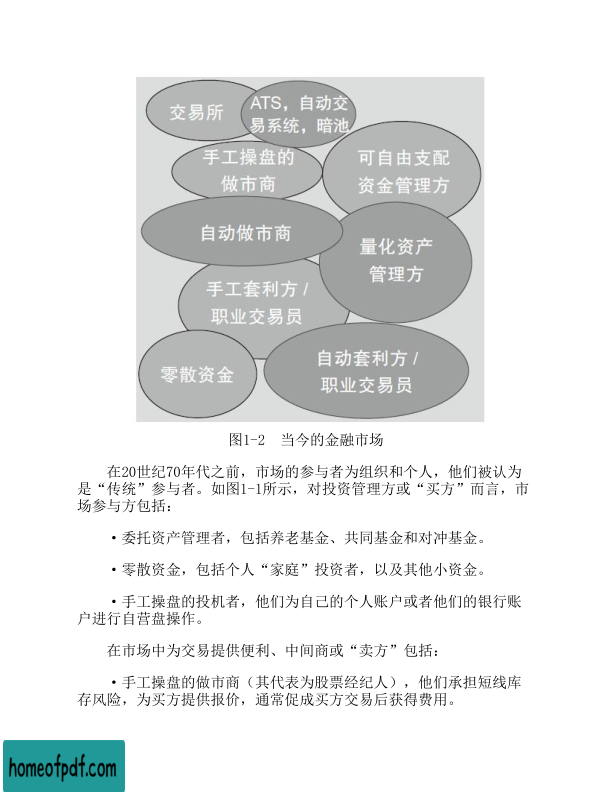 交易所
ATS，自动交
易系统，暗池
手工操盘的
做市商
可自由支配
资金管理方
自动做市商
量化资产
管理方
手工套利方 /
职业交易员
自动套利方 /
职业交易员
零散资金
图1-2 当今的金融市场
在20世纪70年代之前，市场的参与者为组织和个人，他们被认为
是“传统”参与者。如图1-1所示，对投资管理方或“买方”而言，市
场参与方包括：
·委托资产管理者，包括养老基金、共同基金和对冲基金。
·零散资金，包括个人“家庭”投资者，以及其他小资金。
·手工操盘的投机者，他们为自己的个人账户或者他们的银行账
户进行自营盘操作。
在市场中为交易提供便利、中间商或“卖方”包括：
·手工操盘的做市商（其代表为股票经纪人），他们承担短线库
存风险，为买方提供报价，通常促成买方交易后获得费用。
homeofpdf.com